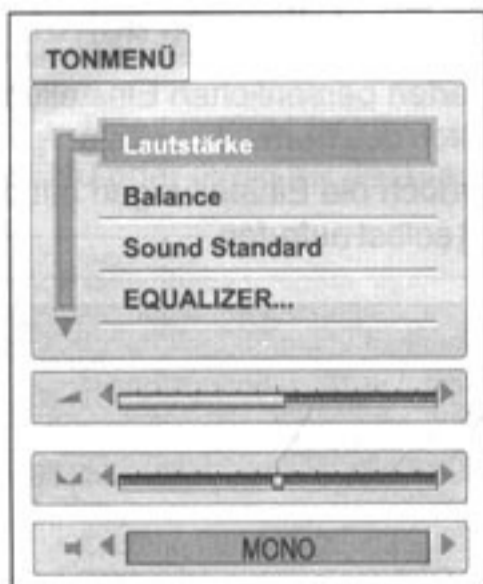 TONMENÜ
Lautstärke
Balance
Sound Standard
EQUALIZER...
MONO